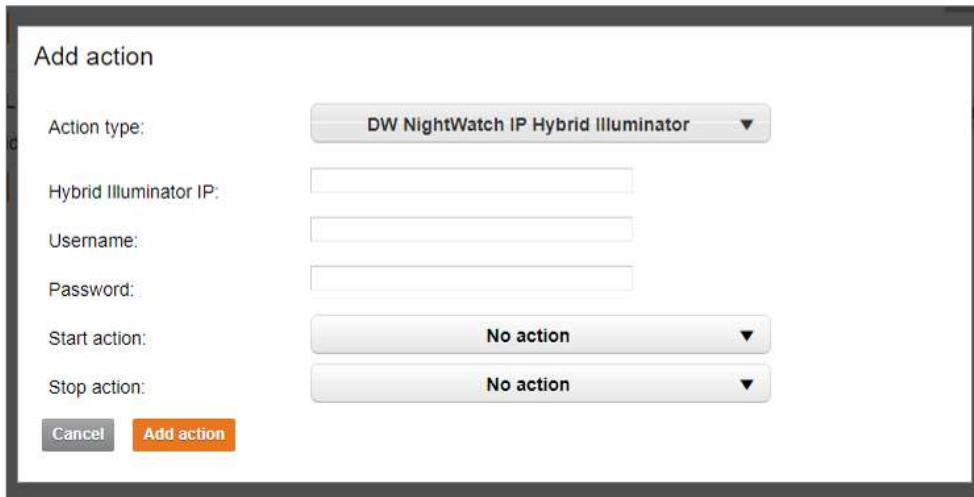 Add action
Action type: DW NightWatch IP Hybrid Illuminator
Hybrid Illuminator IP:
Username:
Password:
Start action: No action
Stop action: No action
Cancel Add action